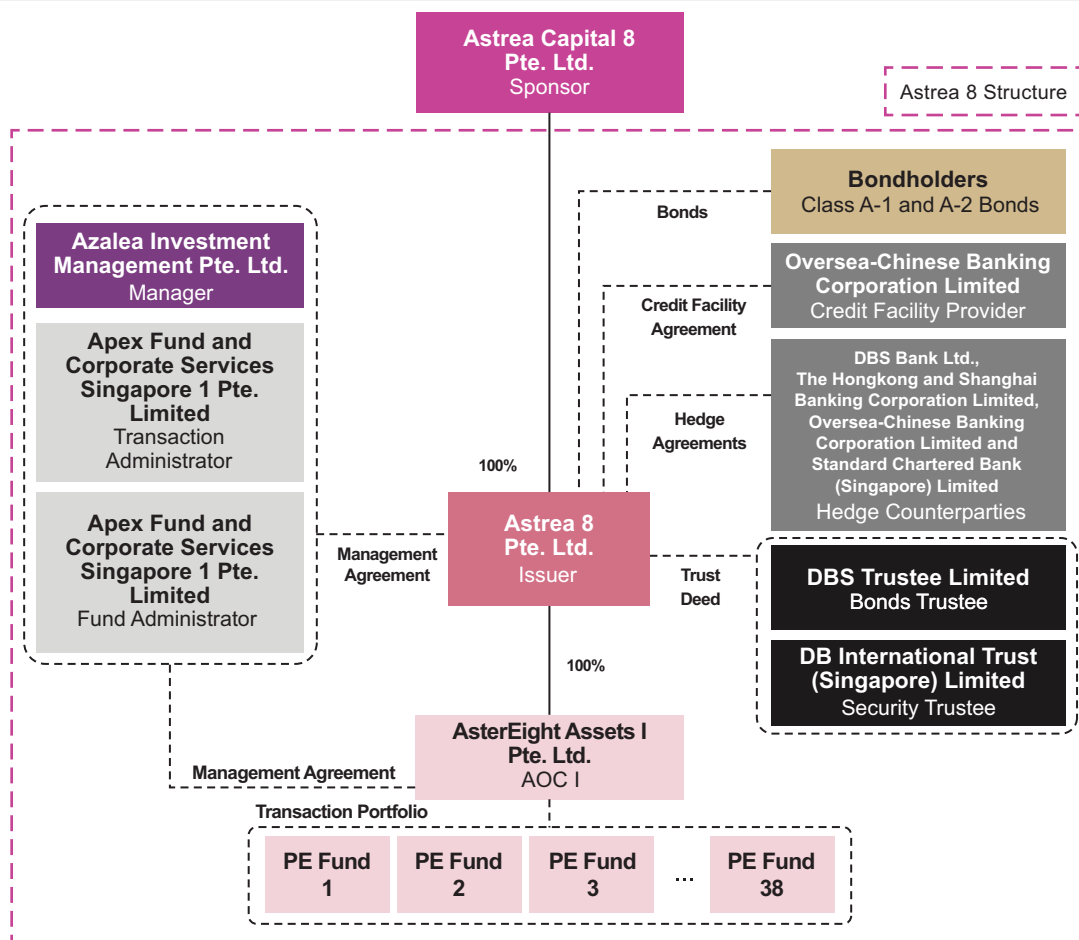 Astrea Capital 8
Pte. Ltd.
Sponsor
Astrea 8 Structure
Azalea Investment
Management Pte. Ltd.
Manager
Apex Fund and
Corporate Services
Singapore 1 Pte.
Limited
Transaction
Administrator
Apex Fund and
Corporate Services
Singapore 1 Pte.
Limited
Fund Administrator
Management
Agreement
100%
Astrea 8
Pte. Ltd.
Issuer
Bonds
Credit Facility
Agreement
Hedge
Agreements
Trust
Deed
Bondholders
Class A-1 and A-2 Bonds
Oversea-Chinese Banking
Corporation Limited
Credit Facility Provider
DBS Bank Ltd.,
The Hongkong and Shanghai
Banking Corporation Limited,
Oversea-Chinese Banking
Corporation Limited and
Standard Chartered Bank
(Singapore) Limited
Hedge Counterparties
DBS Trustee Limited
Bonds Trustee
DB International Trust
(Singapore) Limited
Security Trustee
100%
AsterEight Assets I
Pte. Ltd.
AOC I
Management Agreement
Transaction Portfolio
PE Fund
1
PE Fund
2
PE Fund
3
...
PE Fund
38